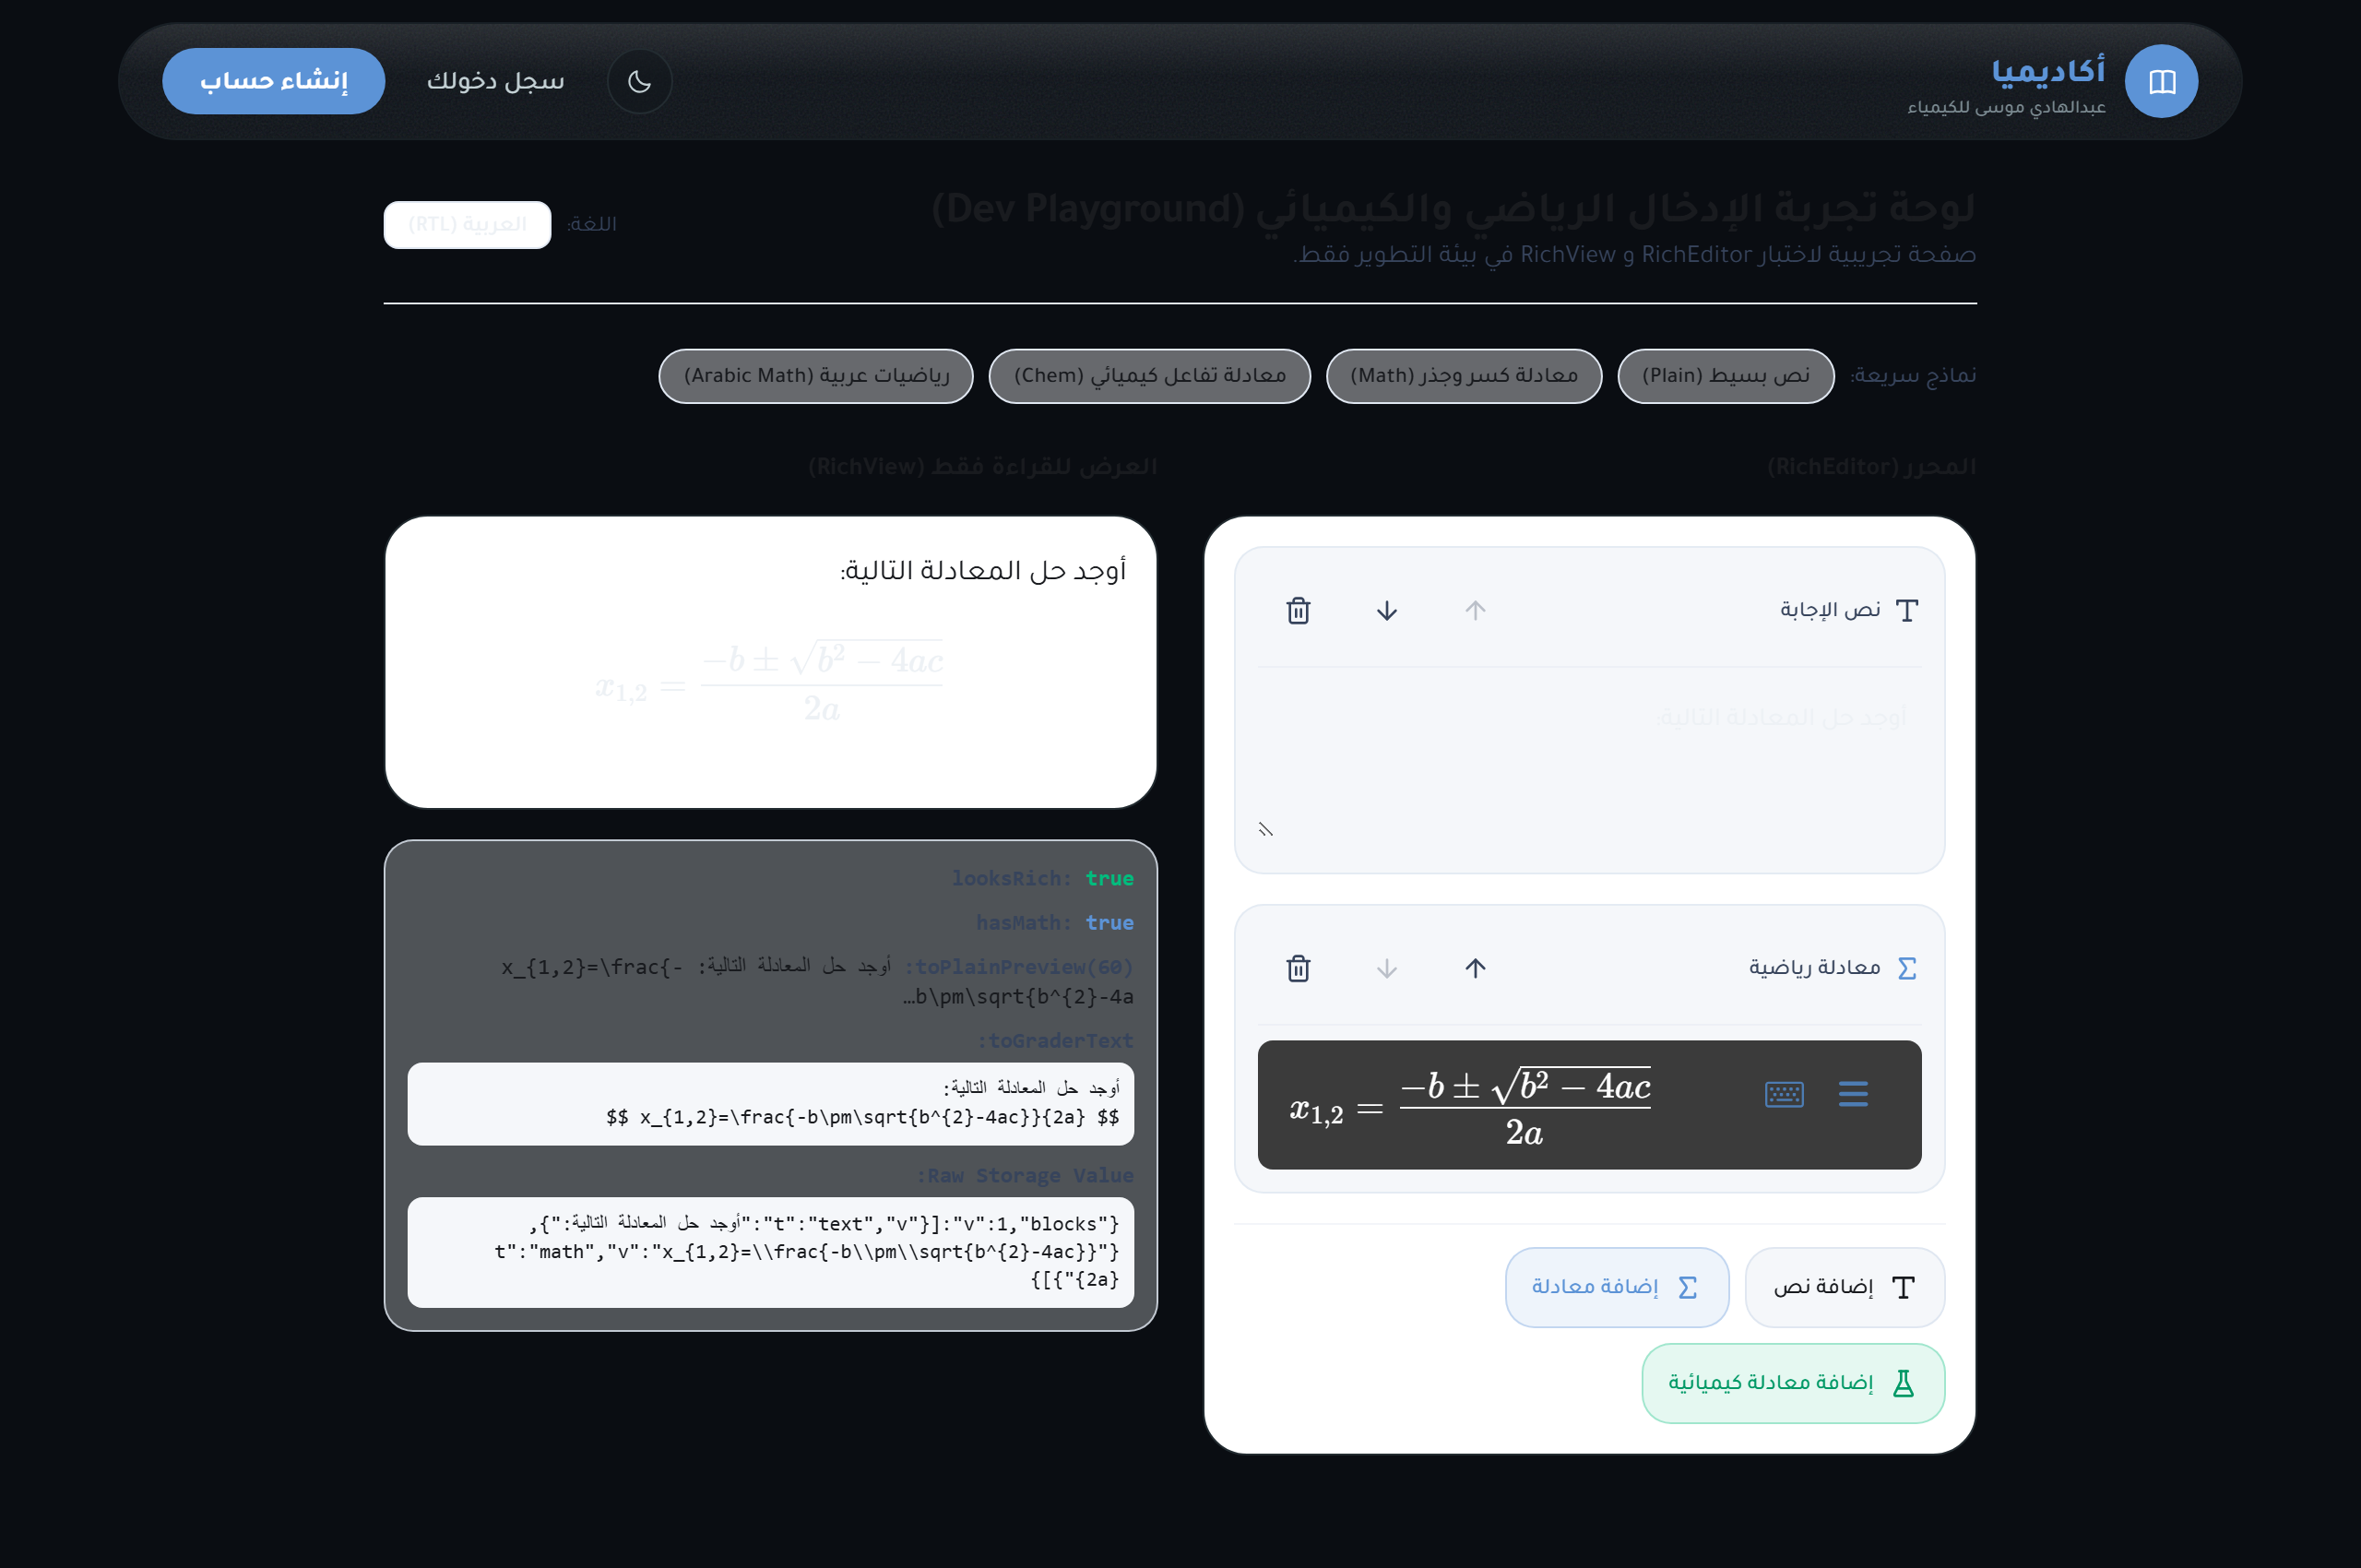 أكاديميا
عبدالهادي موسى للكيمياء
سجل دخولك
إنشاء حساب
لوحة تجربة الإدخال الرياضي والكيميائي (Dev Playground)
صفحة تجريبية لاختبار RichEditor و RichView في بيئة التطوير فقط.
اللغة:
العربية (RTL)
نماذج سريعة:
نص بسيط (Plain)
معادلة كسر وجذر (Math)
معادلة تفاعل كيميائي (Chem)
رياضيات عربية (Arabic Math)
المحرر (RichEditor)
نص الإجابة
أوجد حل المعادلة التالية:
معادلة رياضية
x_{1,2} = \frac{-b ± \sqrt{b^2 - 4ac}}{2a}
إضافة نص
إضافة معادلة
إضافة معادلة كيميائية
العرض للقراءة فقط (RichView)
أوجد حل المعادلة التالية:
x_{1,2} = \frac{-b ± \sqrt{b^2 - 4ac}}{2a}
looksRich: true
hasMath: true
toPlainPreview(60): أوجد حل المعادلة التالية: x_{1,2}=\frac{-
b\pm\sqrt{b^{2}-4a…
toGraderText:
أوجد حل المعادلة التالية:
$$ x_{1,2}=\frac{-b\pm\sqrt{b^{2}-4ac}}{2a} $$
Raw Storage Value:
{"v":1,"blocks":[{"t":"text","v":"أوجد حل المعادلة التالية:"},
{"t":"math","v":"x_{1,2}=\\frac{-b\\pm\\sqrt{b^{2}-4ac}}
{2a}"}]}